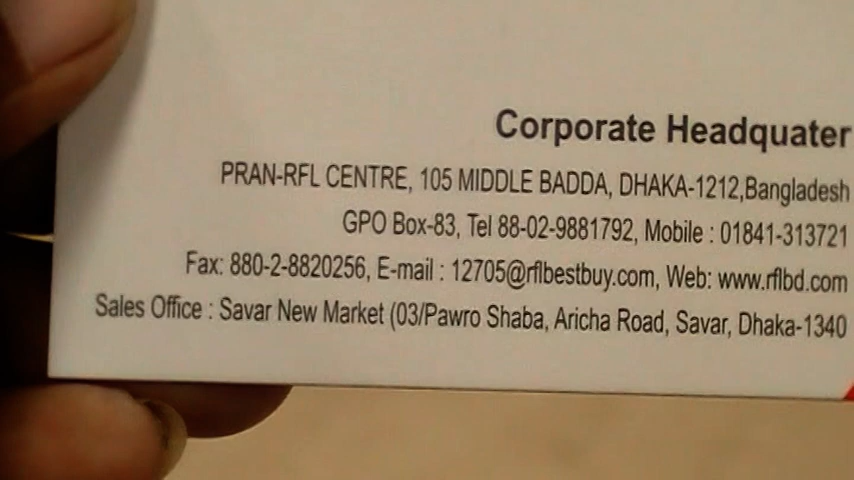 Corporate Headquater
PRAN-RFL CENTRE, 105 MIDDLE BADDA, DHAKA-1212,Bangladesh
GPO Box-83, Tel 88-02-9881792, Mobile : 01841-313721
Fax: 880-2-8820256, E-mail : 12705@rflbestbuy.com, Web: www.rflbd.com
Sales Office : Savar New Market (03/Pawro Shaba, Aricha Road, Savar, Dhaka-1340